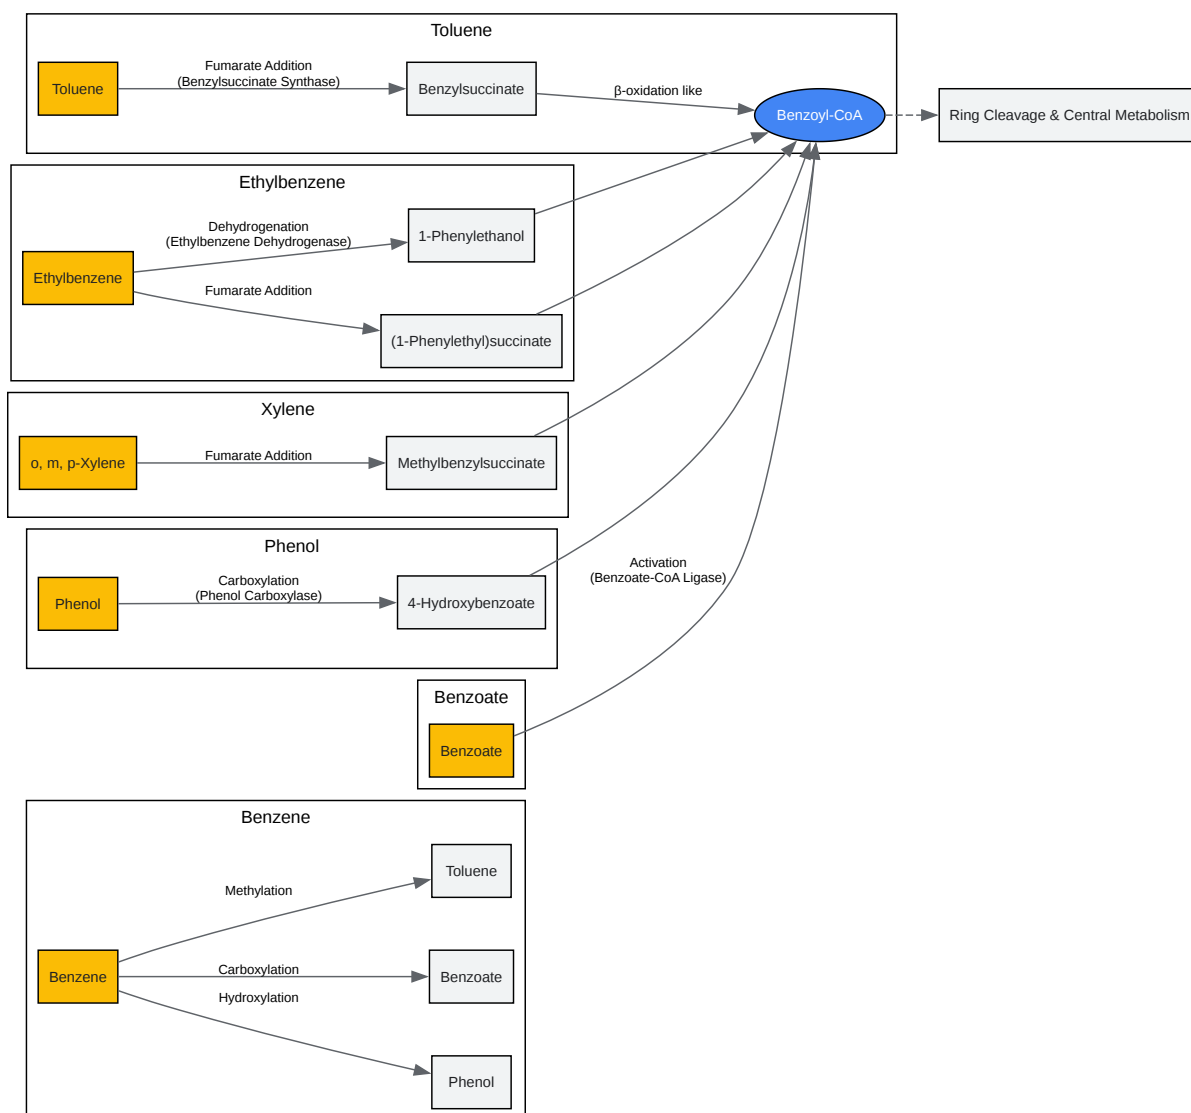 Toluene
Toluene
Fumarate Addition
(Benzylsuccinate Synthase)
Benzylsuccinate
β-oxidation like
Benzoyl-CoA
Ring Cleavage & Central Metabolism
Ethylbenzene
Ethylbenzene
Dehydrogenation
(Ethylbenzene Dehydrogenase)
1-Phenylethanol
Fumarate Addition
(1-Phenylethyl)succinate
Xylene
o, m, p-Xylene
Fumarate Addition
Methylbenzylsuccinate
Phenol
Phenol
Carboxylation
(Phenol Carboxylase)
4-Hydroxybenzoate
Activation
(Benzoate-CoA Ligase)
Benzoate
Benzoate
Benzene
Benzene
Methylation
Toluene
Carboxylation
Benzoate
Hydroxylation
Phenol